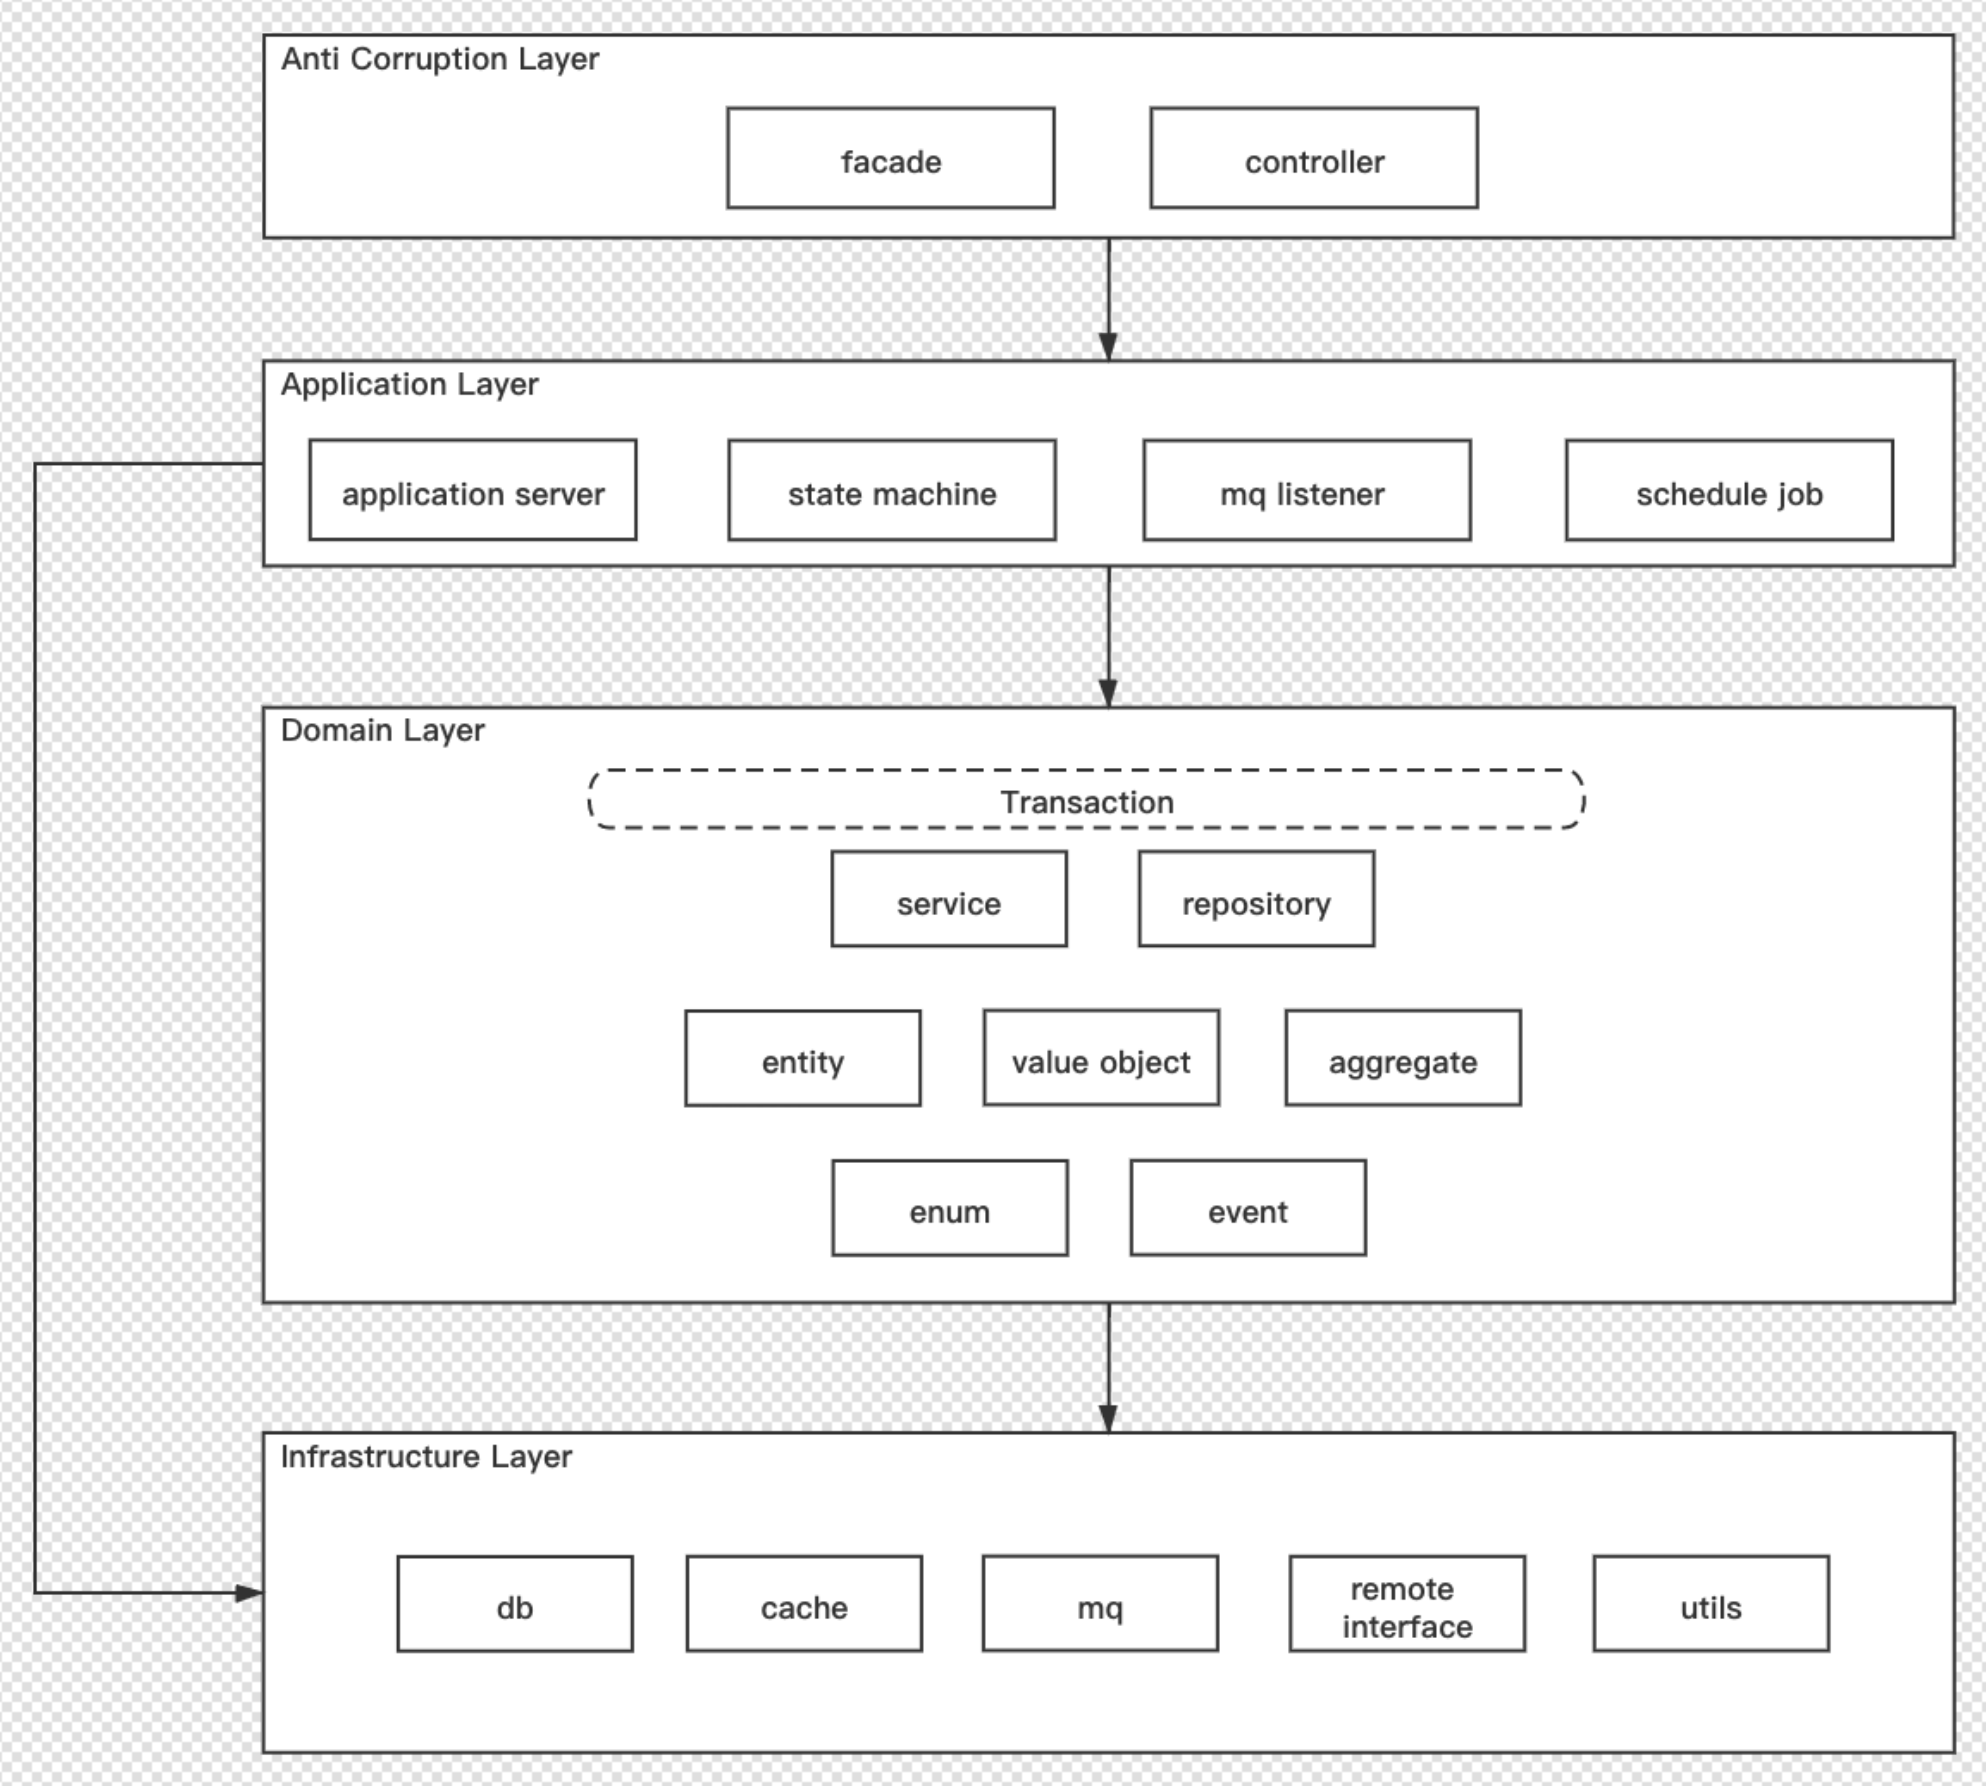 Anti Corruption Layer
facade
controller
Application Layer
application server
state machine
mq listener
schedule job
Domain Layer
Transaction
service
repository
entity
value object
aggregate
enum
event
Infrastructure Layer
db
cache
mq
remote
interface
utils